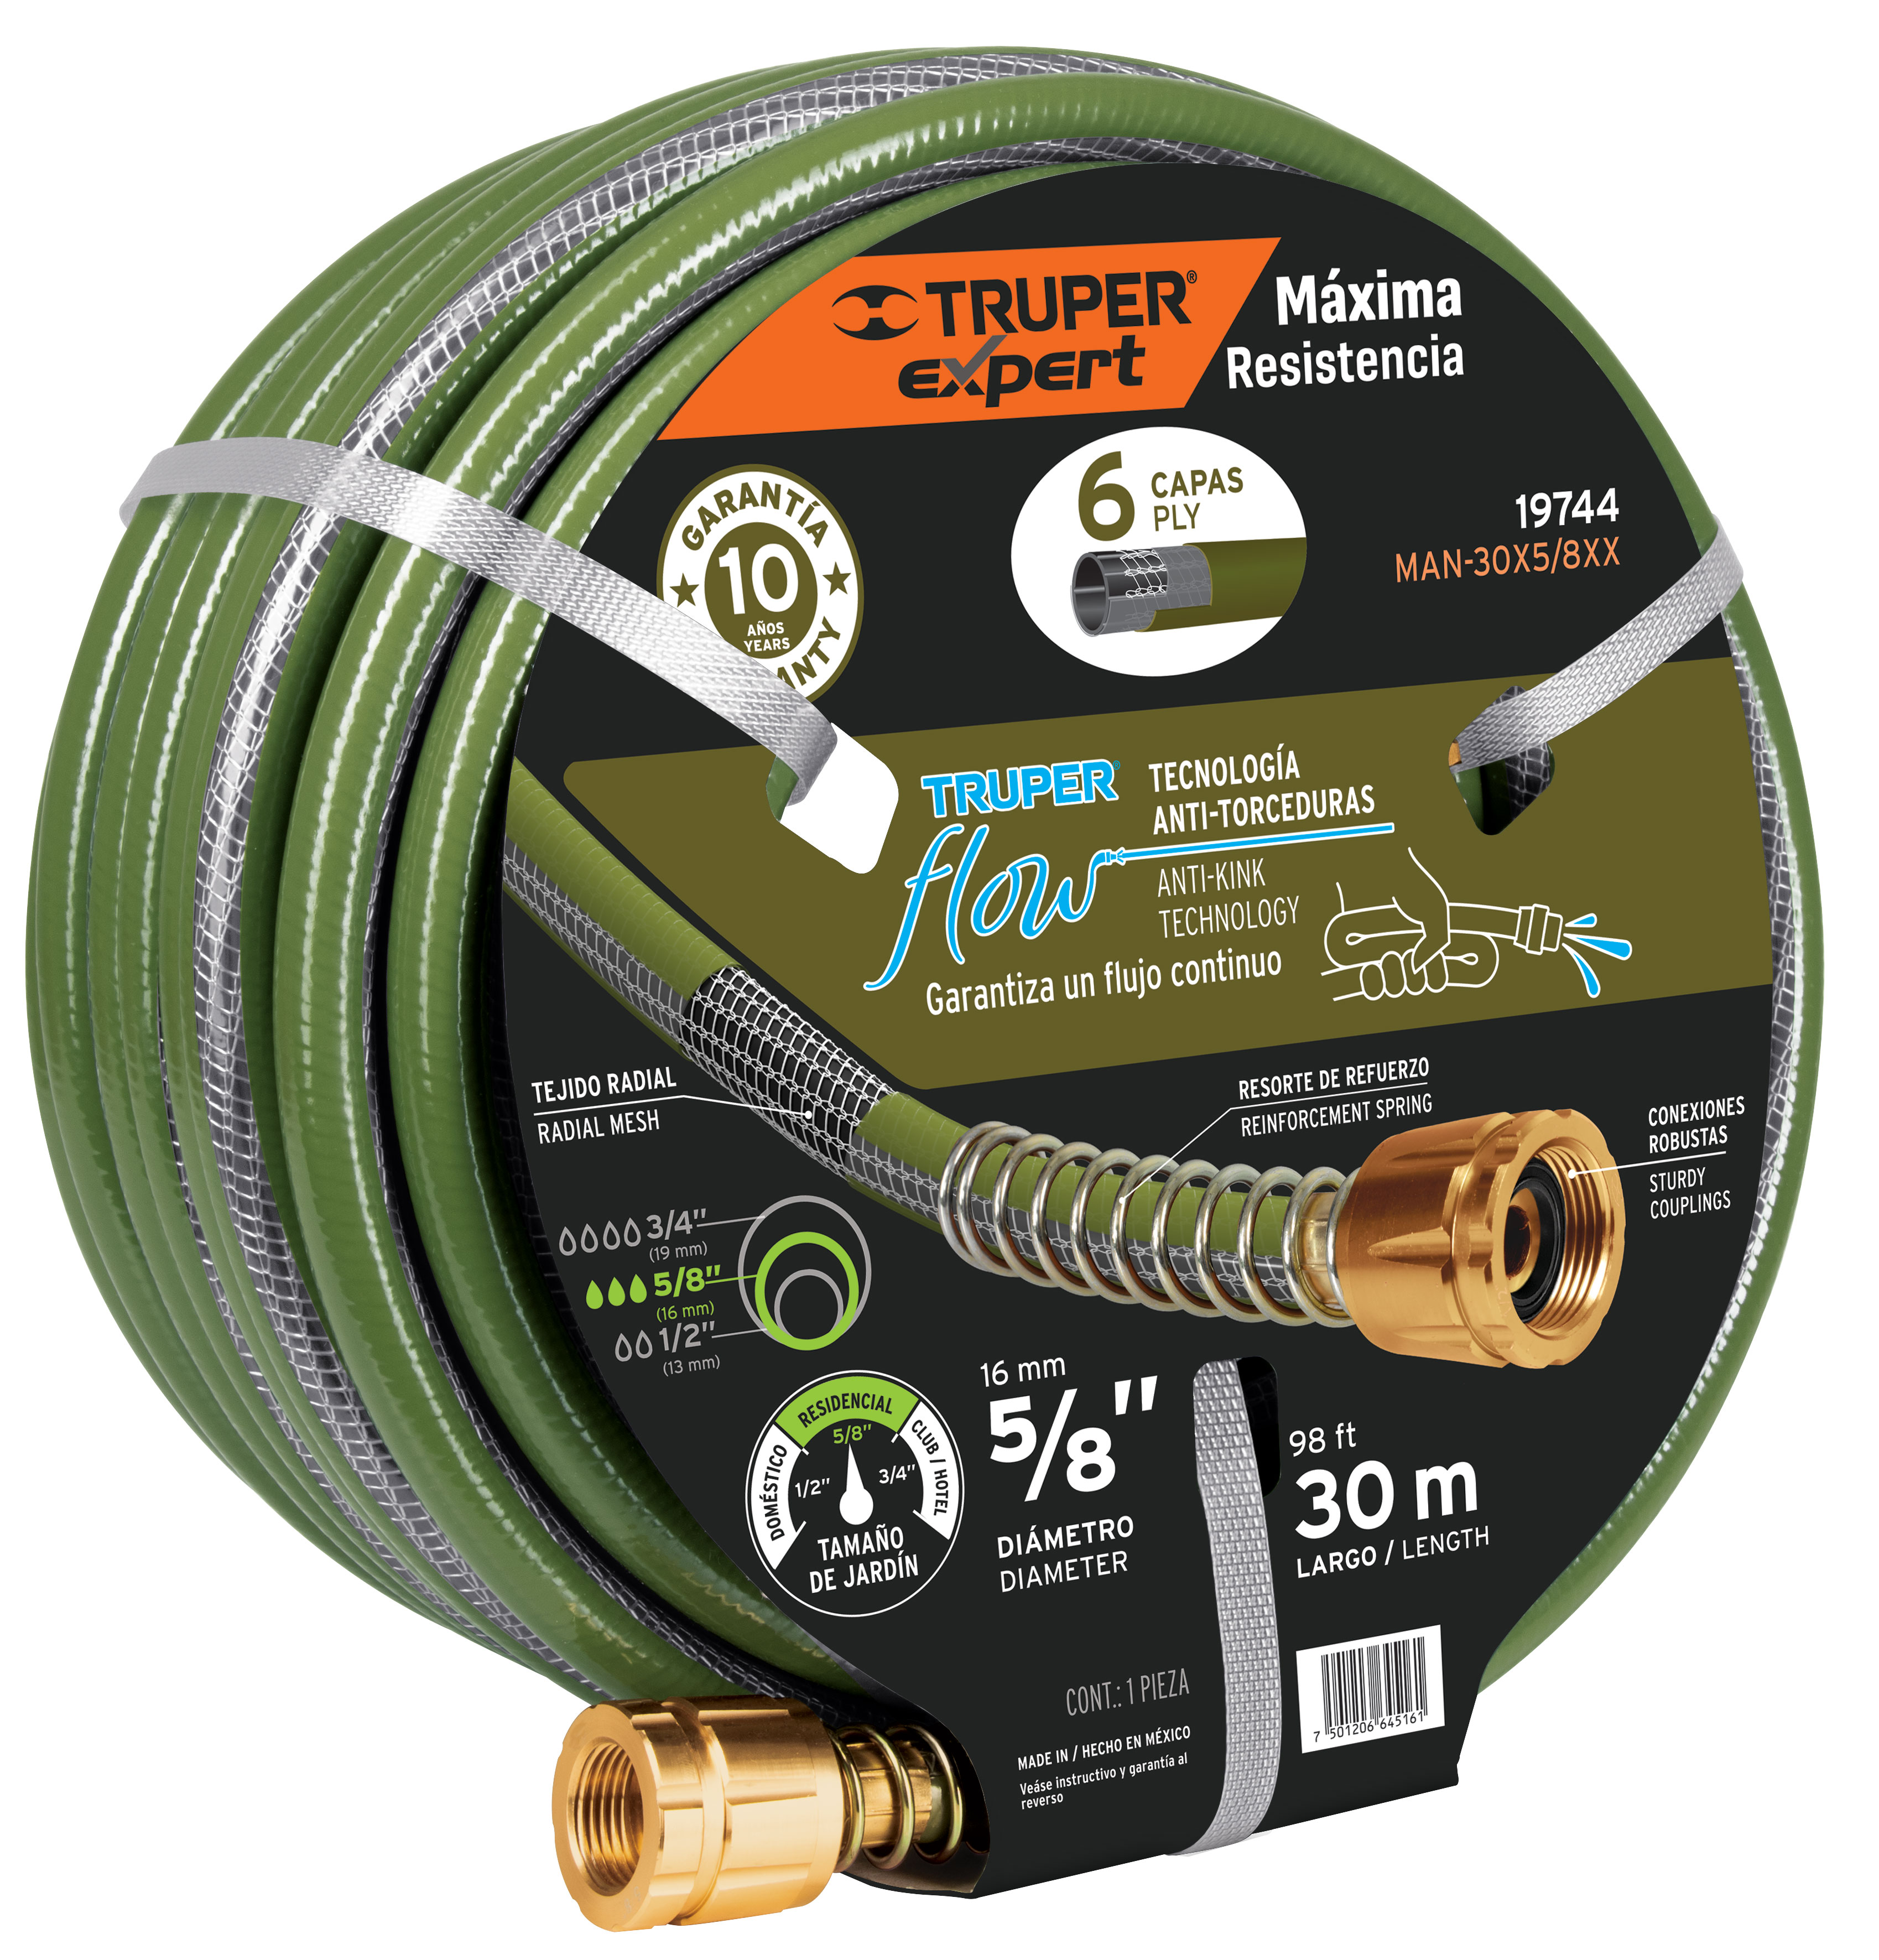 TRUPER®
expert
Máxima
Resistencia
GARANTÍA
10
AÑOS
YEARS
6 CAPAS
PLY
19744
MAN-30X5/8XX
TRUPER®
flow
TECNOLOGÍA
ANTI-TORCEDURAS
ANTI-KINK
TECHNOLOGY
Garantiza un flujo continuo
TEJIDO RADIAL
RADIAL MESH
RESORTE DE REFUERZO
REINFORCEMENT SPRING
CONEXIONES
ROBUSTAS
STURDY
COUPLINGS
3/4"
(19 mm)
5/8"
(16 mm)
1/2"
(13 mm)
DOMÉSTICO
RESIDENCIAL
CLUB / HOTEL
1/2"
5/8"
3/4"
TAMAÑO
DE JARDÍN
16 mm
5/8"
DIÁMETRO
DIAMETER
98 ft
30 m
LARGO / LENGTH
CONT.: 1 PIEZA
MADE IN / HECHO EN MÉXICO
Veáse instructivo y garantía al
reverso
7 501206 645161